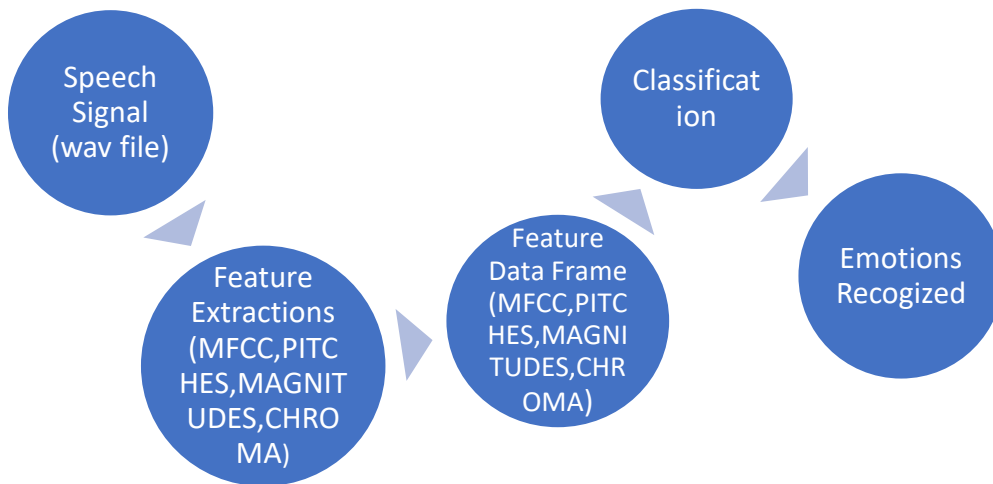 Speech
Signal
(wav file)
Feature
Extractions
(MFCC,PITC
HES,MAGNIT
UDES,CHRO
MA)
Feature
Data Frame
(MFCC,PITC
HES,MAGNI
TUDES,CHR
OMA)
Classificat
ion
Emotions
Recogized